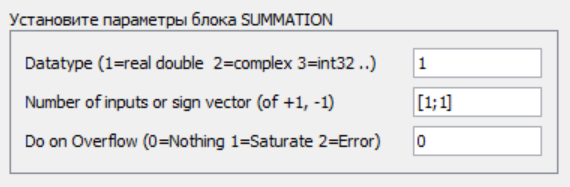 Установите параметры блока SUMMATION
Datatype (1=real double 2=complex 3=int32 ..) 1
Number of inputs or sign vector (of +1, -1) [1;1]
Do on Overflow (0=Nothing 1=Saturate 2=Error) 0